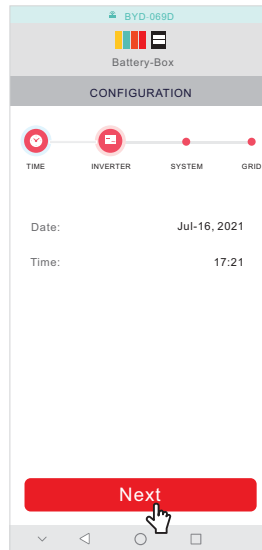 BYD-069D
Battery-Box
CONFIGURATION
TIME INVERTER SYSTEM GRID
Date: Jul-16, 2021
Time: 17:21
Next